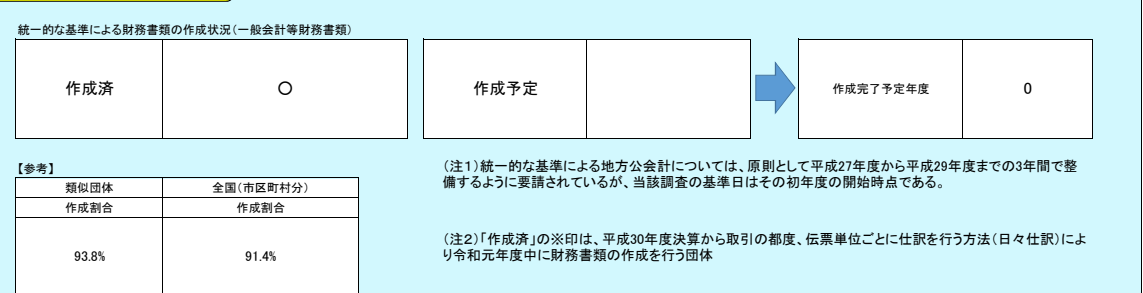 統一的な基準による財務書類の作成状況（一般会計等財務書類）
作成済
〇
作成予定
作成完了予定年度
0
【参考】
類似団体
全国（市区町村分）
作成割合
作成割合
93.8%
91.4%
（注１）統一的な基準による地方公会計については、原則として平成27年度から平成29年度までの3年間で整
備するように要請されているが、当該調査の基準日はその初年度の開始時点である。
（注２）「作成済」の※印は、平成30年度決算から取引の都度、伝票単位ごとに仕訳を行う方法（日々仕訳）によ
り令和元年度中に財務書類の作成を行う団体